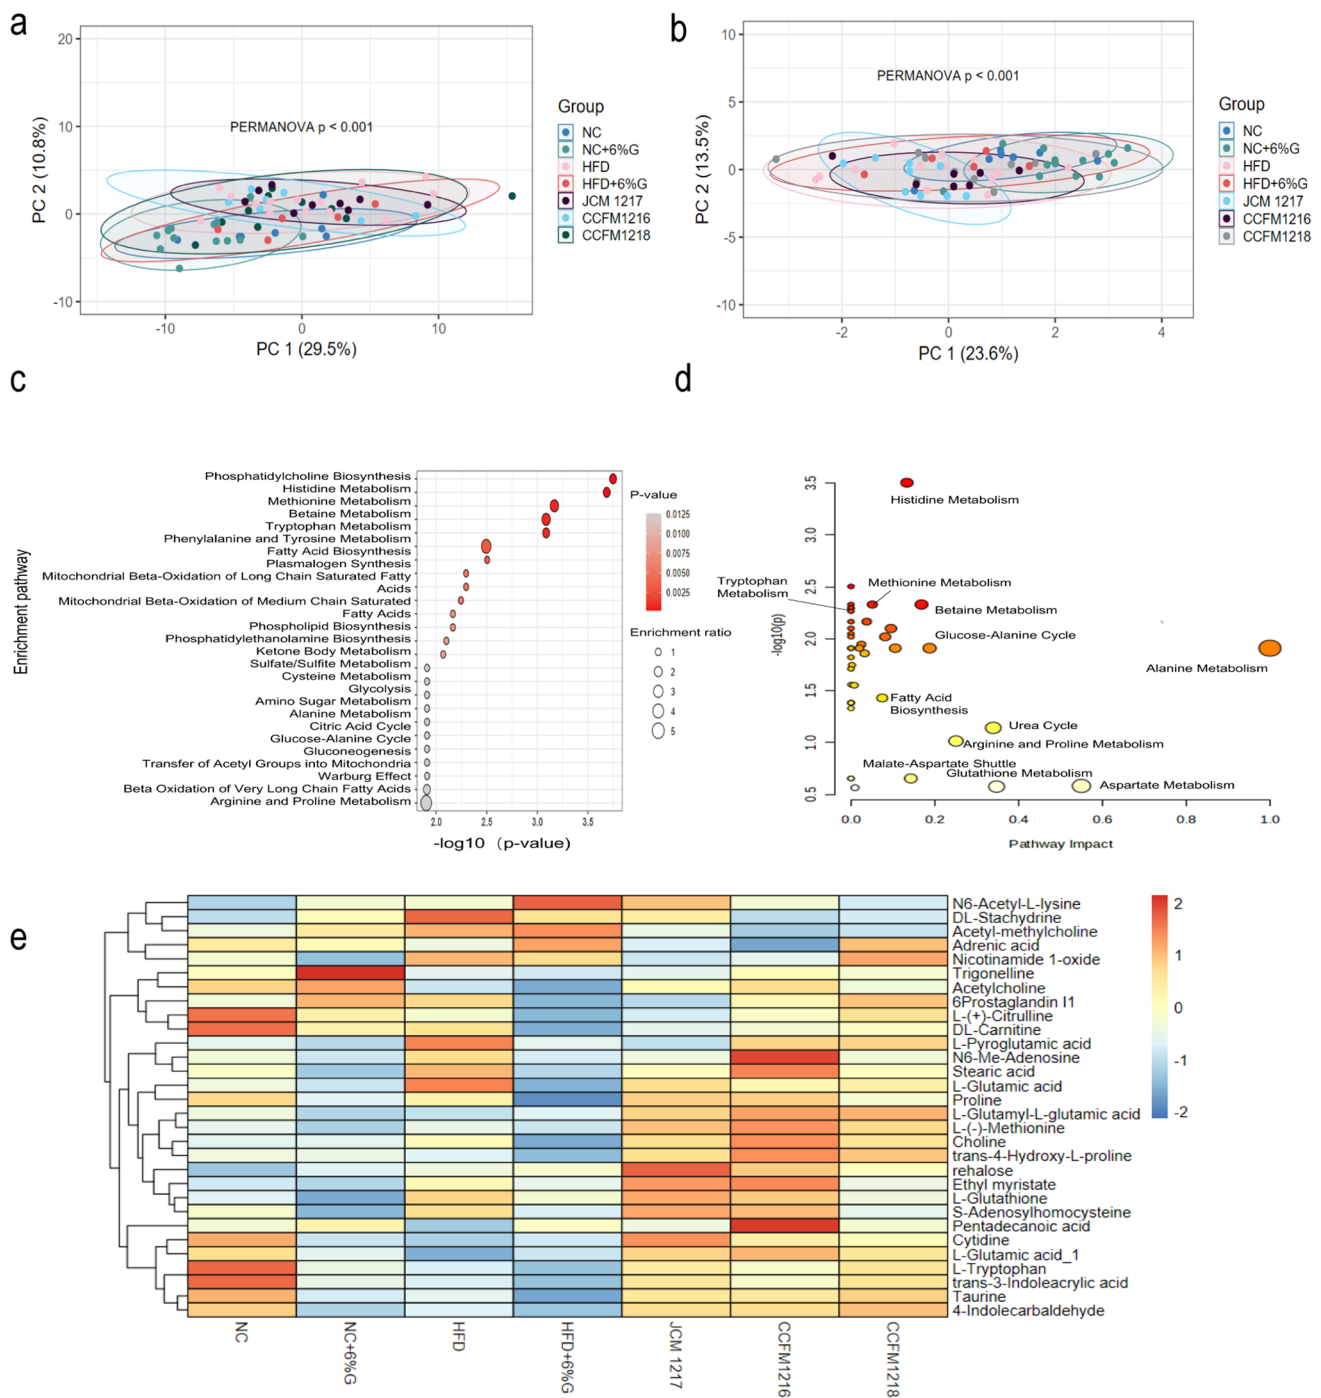 a
20
10
0
-10
PC 2 (10.8%)
PERMANOVA p < 0.001
-10
0
10
PC 1 (29.5%)
Group
NC
NC+6%G
HFD
HFD+6%G
JCM 1217
CCFM1216
CCFM1218
b
10
5
0
-5
-10
PC 2 (13.5%)
PERMANOVA p < 0.001
-2
0
2
4
PC 1 (23.6%)
Group
NC
NC+6%G
HFD
HFD+6%G
JCM 1217
CCFM1216
CCFM1218
c
Enrichment pathway
Phosphatidylcholine Biosynthesis
Histidine Metabolism
Methionine Metabolism
Betaine Metabolism
Tryptophan Metabolism
Phenylalanine and Tyrosine Metabolism
Fatty Acid Biosynthesis
Plasmalogen Synthesis
Mitochondrial Beta-Oxidation of Long Chain Saturated Fatty
Acids
Mitochondrial Beta-Oxidation of Medium Chain Saturated
Fatty Acids
Phospholipid Biosynthesis
Phosphatidylethanolamine Biosynthesis
Ketone Body Metabolism
Sulfate/Sulfite Metabolism
Cysteine Metabolism
Glycolysis
Amino Sugar Metabolism
Alanine Metabolism
Citric Acid Cycle
Glucose-Alanine Cycle
Gluconeogenesis
Transfer of Acetyl Groups into Mitochondria
Warburg Effect
Beta Oxidation of Very Long Chain Fatty Acids
Arginine and Proline Metabolism
2.0
2.5
3.0
3.5
-log10 （p-value)
P-value
0.0125
0.0100
0.0075
0.0050
0.0025
Enrichment ratio
1
2
3
4
5
d
3.5
3.0
2.5
2.0
1.5
1.0
0.5
-log10(p)
Histidine Metabolism
Tryptophan
Metabolism
Methionine Metabolism
Betaine Metabolism
Glucose-Alanine Cycle
Alanine Metabolism
Fatty Acid
Biosynthesis
Urea Cycle
Arginine and Proline Metabolism
Malate-Aspartate Shuttle
Glutathione Metabolism
Aspartate Metabolism
0.0
0.2
0.4
0.6
0.8
1.0
Pathway Impact
e
N6-Acetyl-L-lysine
DL-Stachydrine
Acetyl-methylcholine
Adrenic acid
Nicotinamide 1-oxide
Trigonelline
Acetylcholine
6Prostaglandin I1
L-(+)-Citrulline
DL-Carnitine
L-Pyroglutamic acid
N6-Me-Adenosine
Stearic acid
L-Glutamic acid
Proline
L-Glutamyl-L-glutamic acid
L-(-)-Methionine
Choline
trans-4-Hydroxy-L-proline
rehalose
Ethyl myristate
L-Glutathione
S-Adenosylhomocysteine
Pentadecanoic acid
Cytidine
L-Glutamic acid_1
L-Tryptophan
trans-3-Indoleacrylic acid
Taurine
4-Indolecarbaldehyde
2
1
0
-1
-2
NC
NC+6%G
HFD
HFD+6%G
JCM 1217
CCFM1216
CCFM1218